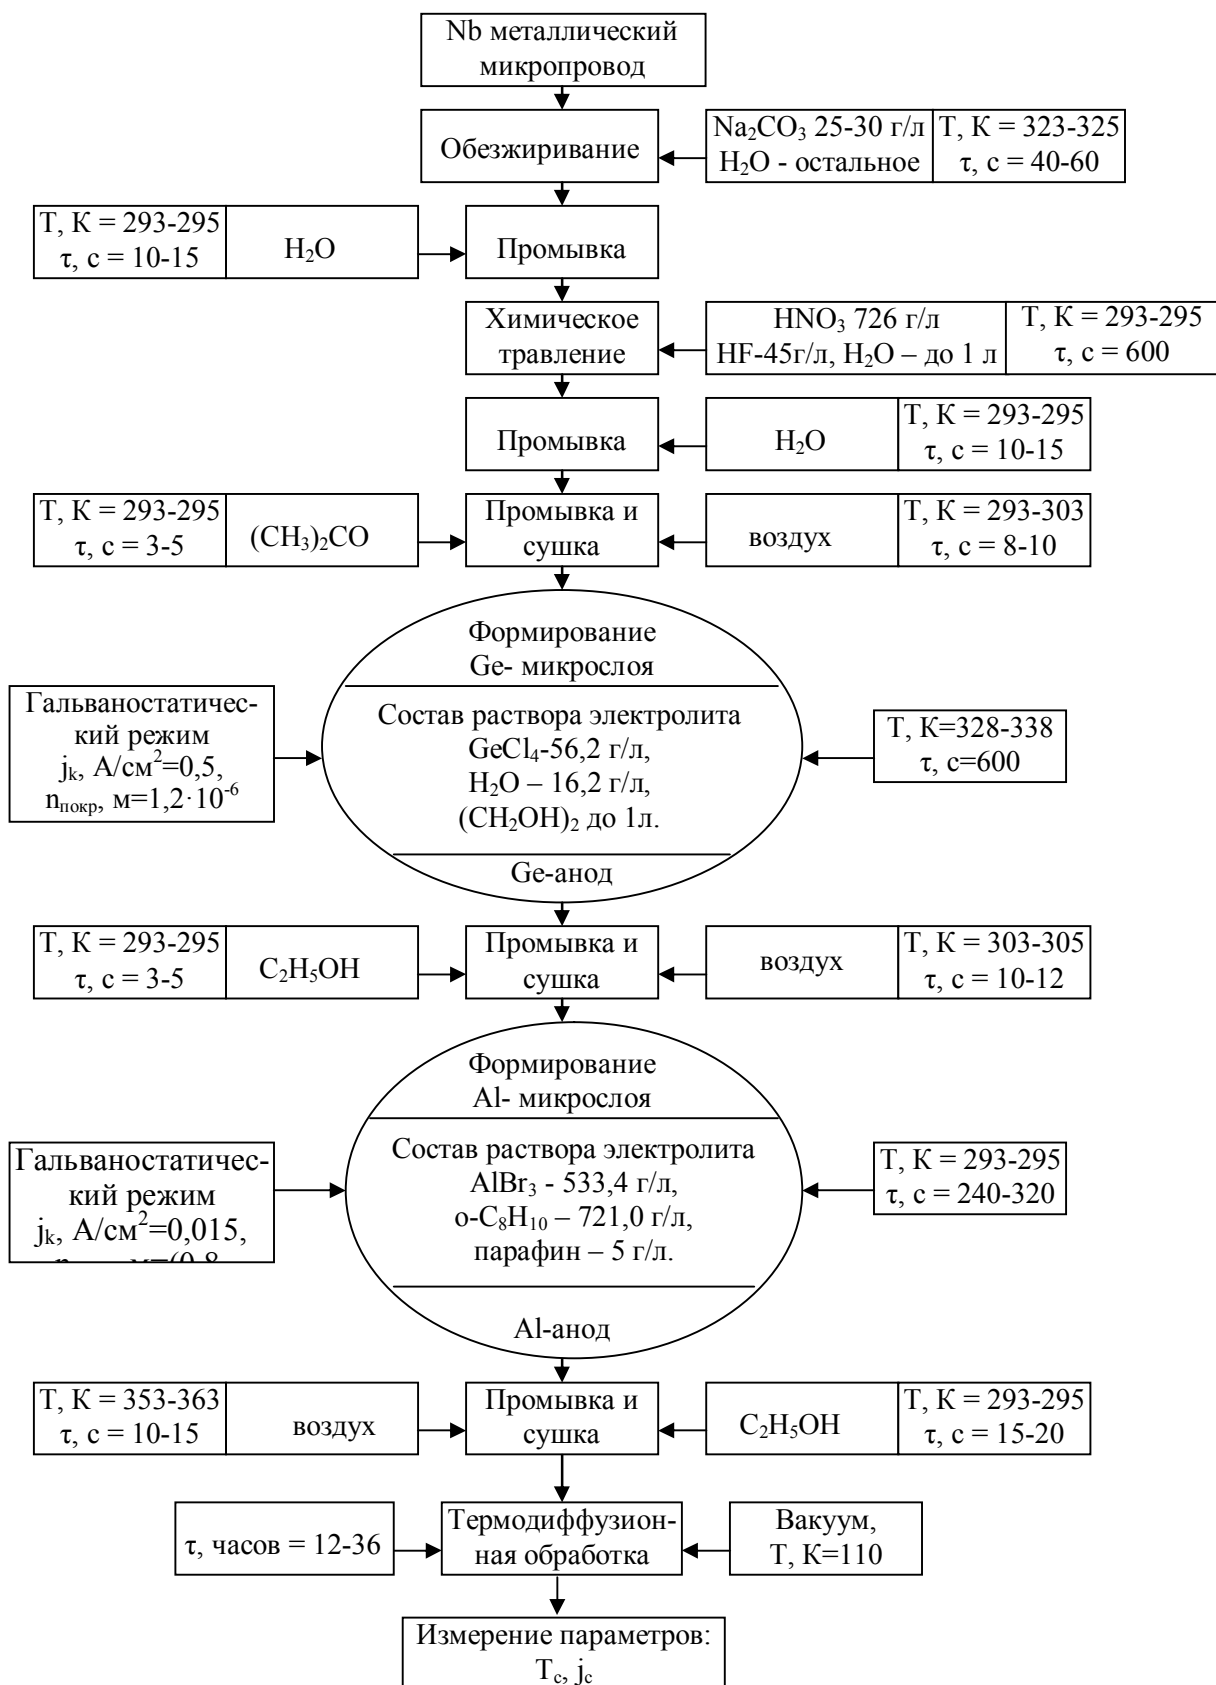 Nb металлический
микропровод
Обезжиривание
Na₂CO₃ 25-30 г/л
H₂O - остальное
T, K = 323-325
τ, с = 40-60
T, K = 293-295
τ, с = 10-15
H₂O
Промывка
Химическое
травление
HNO₃ 726 г/л
HF-45г/л, H₂O – до 1 л
T, K = 293-295
τ, с = 600
Промывка
H₂O
T, K = 293-295
τ, с = 10-15
T, K = 293-295
τ, с = 3-5
(CH₃)₂CO
Промывка и
сушка
воздух
T, K = 293-303
τ, с = 8-10
Формирование
Ge- микрослоя
Гальваностатичес-
кий режим
jₖ, А/см²=0,5,
nпокр, м=1,2·10⁻⁶
Состав раствора электролита
GeCl₄-56,2 г/л,
H₂O – 16,2 г/л,
(CH₂OH)₂ до 1л.
Ge-анод
T, K=328-338
τ, с=600
T, K = 293-295
τ, с = 3-5
C₂H₅OH
Промывка и
сушка
воздух
T, K = 303-305
τ, с = 10-12
Формирование
Al- микрослоя
Гальваностатичес-
кий режим
jₖ, А/см²=0,015,
Состав раствора электролита
AlBr₃ - 533,4 г/л,
о-C₈H₁₀ – 721,0 г/л,
парафин – 5 г/л.
Al-анод
T, K = 293-295
τ, с = 240-320
T, K = 353-363
τ, с = 10-15
воздух
Промывка и
сушка
C₂H₅OH
T, K = 293-295
τ, с = 15-20
τ, часов = 12-36
Термодиффузион-
ная обработка
Вакуум,
T, K=110
Измерение параметров:
T𝒸, j𝒸